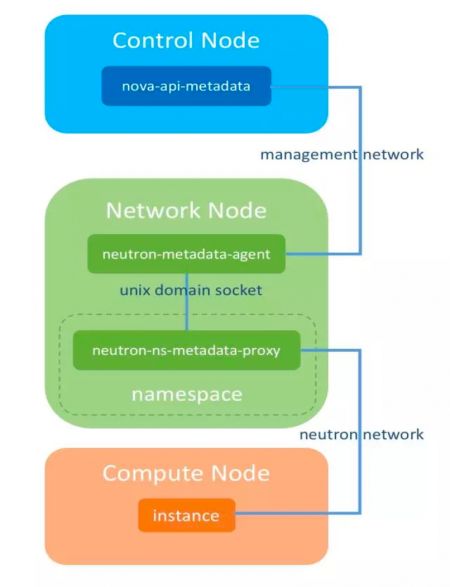 Control Node
nova-api-metadata
management network
Network Node
neutron-metadata-agent
unix domain socket
neutron-ns-metadata-proxy
namespace
neutron network
Compute Node
instance